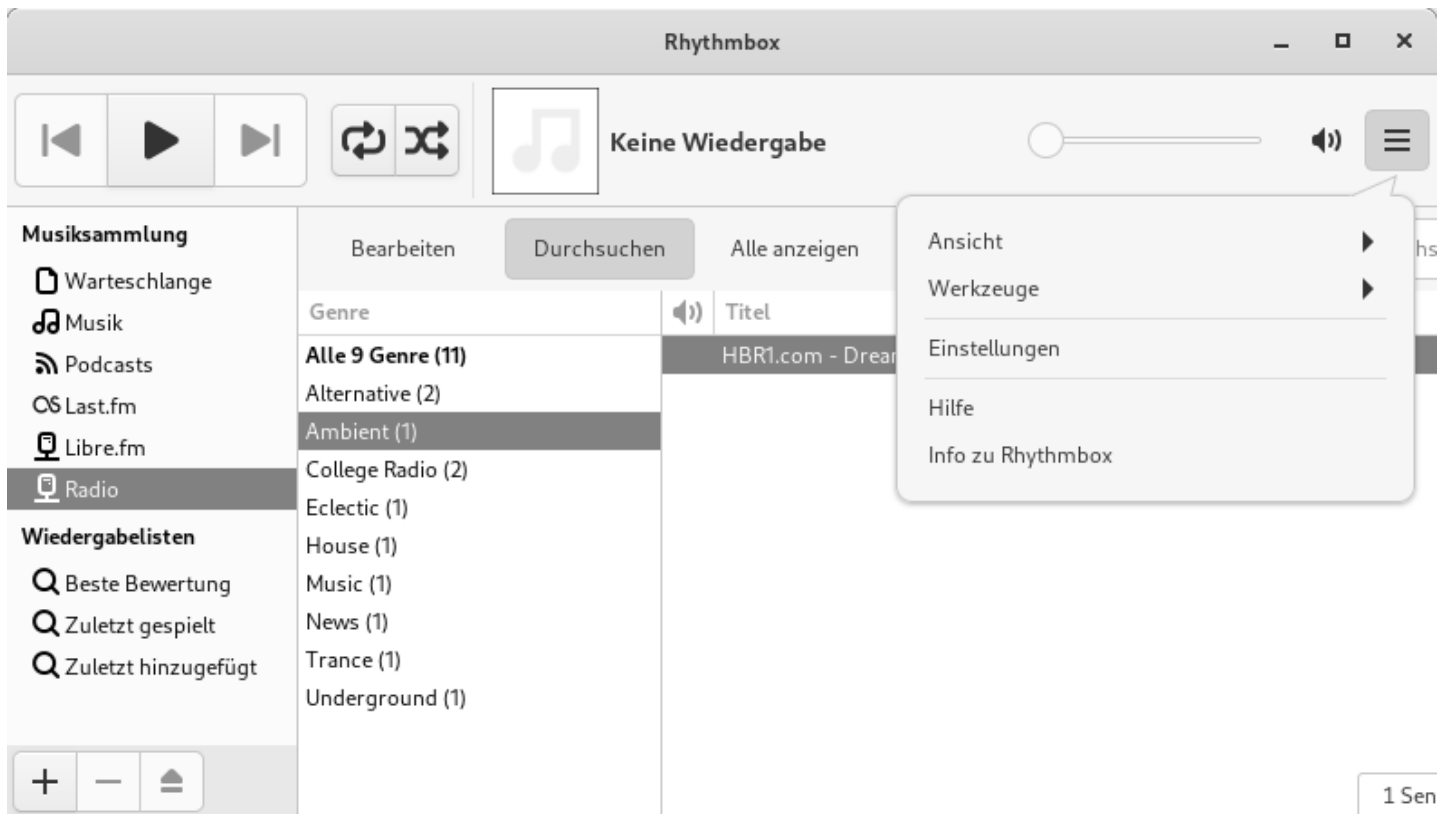 Rhythmbox
Keine Wiedergabe
Musiksammlung
Warteschlange
Musik
Podcasts
Last.fm
Libre.fm
Radio
Wiedergabelisten
Beste Bewertung
Zuletzt gespielt
Zuletzt hinzugefügt
Bearbeiten Durchsuchen Alle anzeigen
Genre
Alle 9 Genre (11)
Alternative (2)
Ambient (1)
College Radio (2)
Eclectic (1)
House (1)
Music (1)
News (1)
Trance (1)
Underground (1)
Titel
HBR1.com - Drea
Ansicht
Werkzeuge
Einstellungen
Hilfe
Info zu Rhythmbox
1 Sen